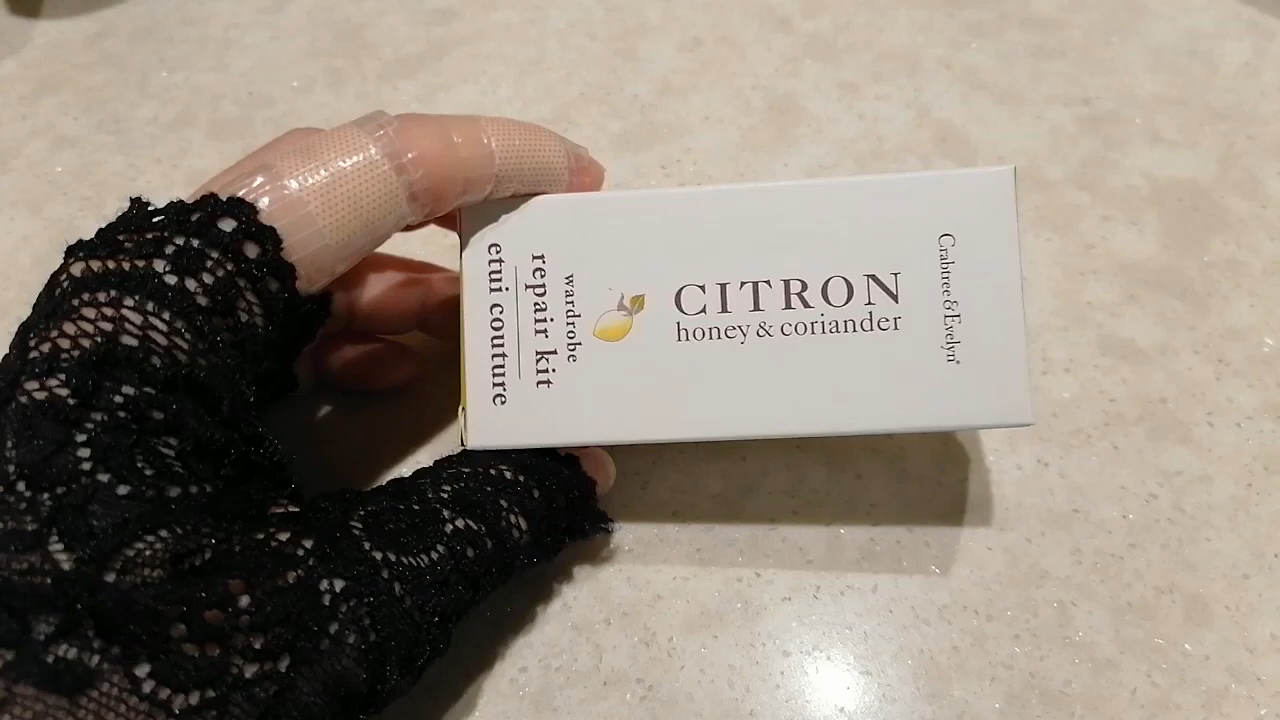 Crabtree & Evelyn®
CITRON
honey & coriander
wardrobe
repair kit
etui couture